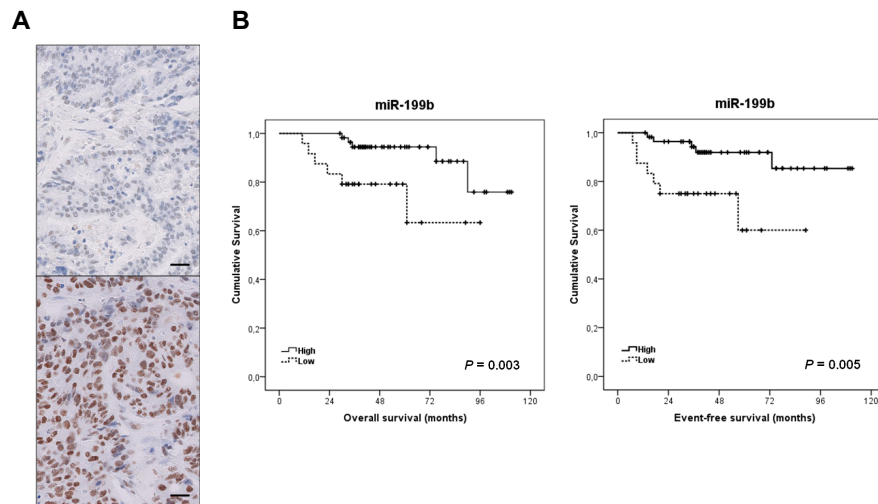 A
B
miR-199b
1,0
0,8
0,6
0,4
0,2
0,0
Cumulative Survival
High
Low
P = 0.003
0
24
48
72
96
120
Overall survival (months)
miR-199b
1,0
0,8
0,6
0,4
0,2
0,0
Cumulative Survival
High
Low
P = 0.005
0
24
48
72
96
120
Event-free survival (months)